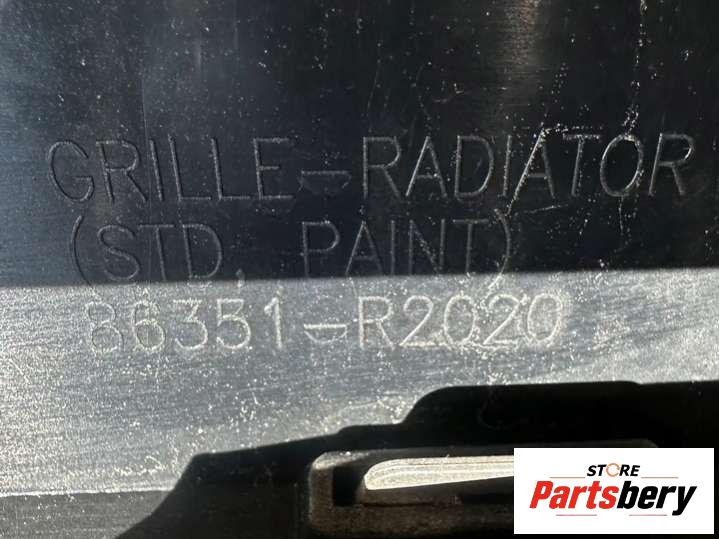 GRILLE-RADIATOR
(STD, PAINT)
86351-R2020
STORE
Partsbery